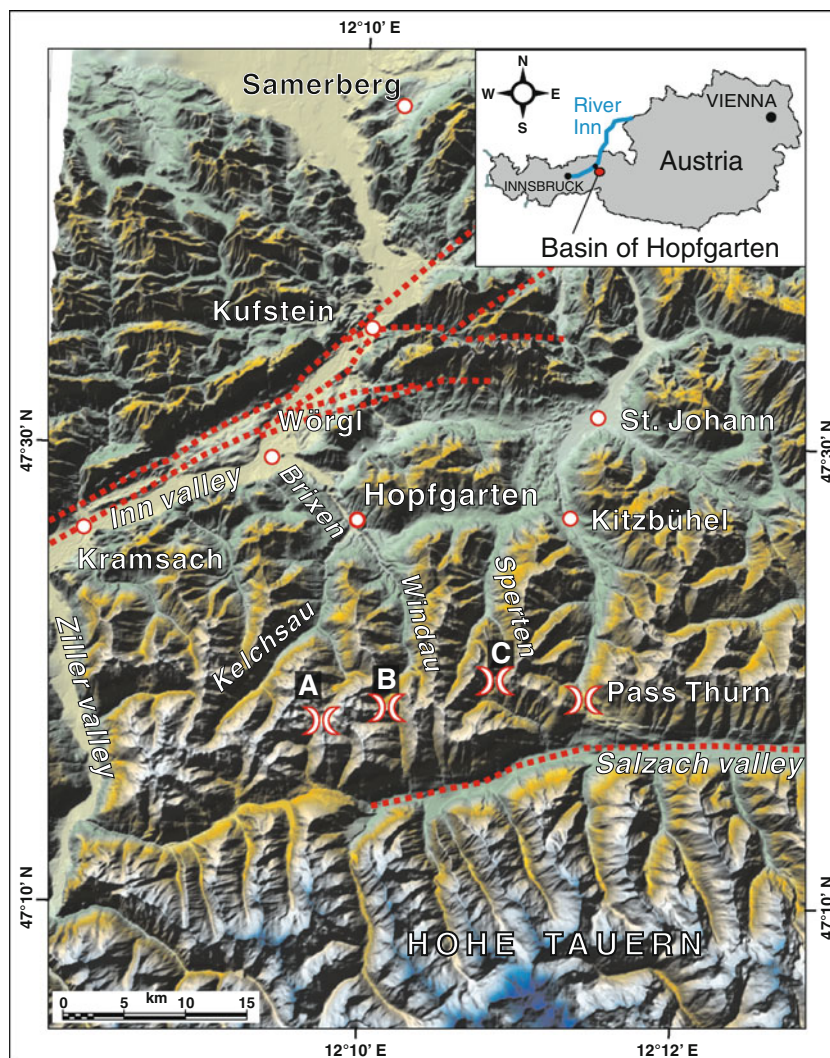 12°10' E
Samerberg
N
W
E
S
River
Inn
VIENNA
Austria
INNSBRUCK
Basin of Hopfgarten
Kufstein
Wörgl
St. Johann
47°30' N
47°30' N
Inn valley
Brixen
Hopfgarten
Kitzbühel
Kramsach
Windau
Sperten
Ziller valley
Kelchsau
A
B
C
Pass Thurn
Salzach valley
47°10' N
47°10' N
HOHE TAUERN
km
0 5 10 15
12°10' E
12°12' E